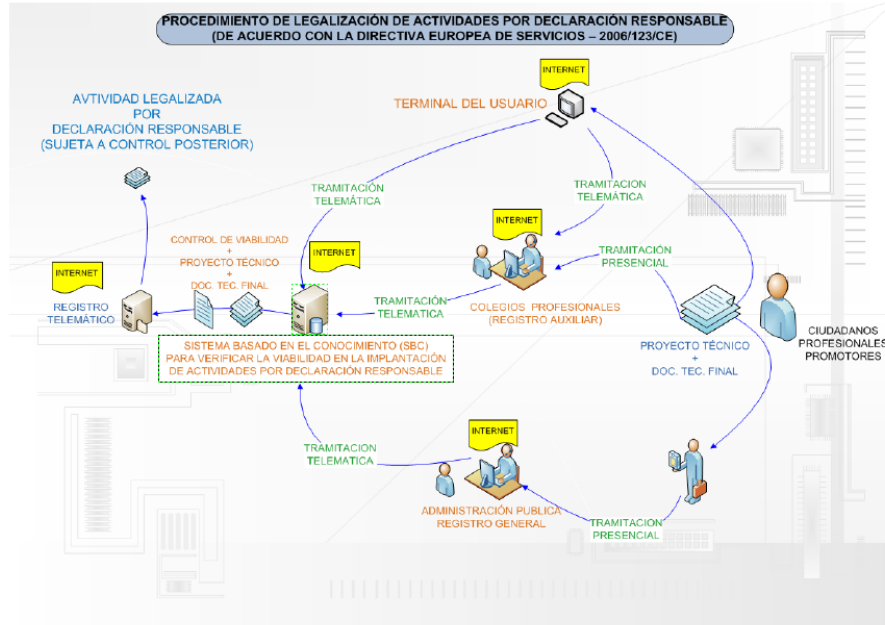 PROCEDIMIENTO DE LEGALIZACIÓN DE ACTIVIDADES POR DECLARACIÓN RESPONSABLE
(DE ACUERDO CON LA DIRECTIVA EUROPEA DE SERVICIOS – 2006/123/CE)
INTERNET
TERMINAL DEL USUARIO
AVTIVIDAD LEGALIZADA
POR
DECLARACIÓN RESPONSABLE
(SUJETA A CONTROL POSTERIOR)
TRAMITACIÓN
TELEMÁTICA
TRAMITACION
TELEMÁTICA
INTERNET
CONTROL DE VIABILIDAD
+
PROYECTO TÉCNICO
+
DOC. TEC. FINAL
INTERNET
TRAMITACIÓN
PRESENCIAL
INTERNET
REGISTRO
TELEMÁTICO
TRAMITACIÓN
TELEMATICA
COLEGIOS PROFESIONALES
(REGISTRO AUXILIAR)
CIUDADANOS
PROFESIONALES
PROMOTORES
PROYECTO TÉCNICO
+
DOC. TEC. FINAL
SISTEMA BASADO EN EL CONOCIMIENTO (SBC)
PARA VERIFICAR LA VIABILIDAD EN LA IMPLANTACIÓN
DE ACTIVIDADES POR DECLARACIÓN RESPONSABLE
INTERNET
TRAMITACION
TELEMATICA
ADMINISTRACIÓN PUBLICA
REGISTRO GENERAL
TRAMITACION
PRESENCIAL